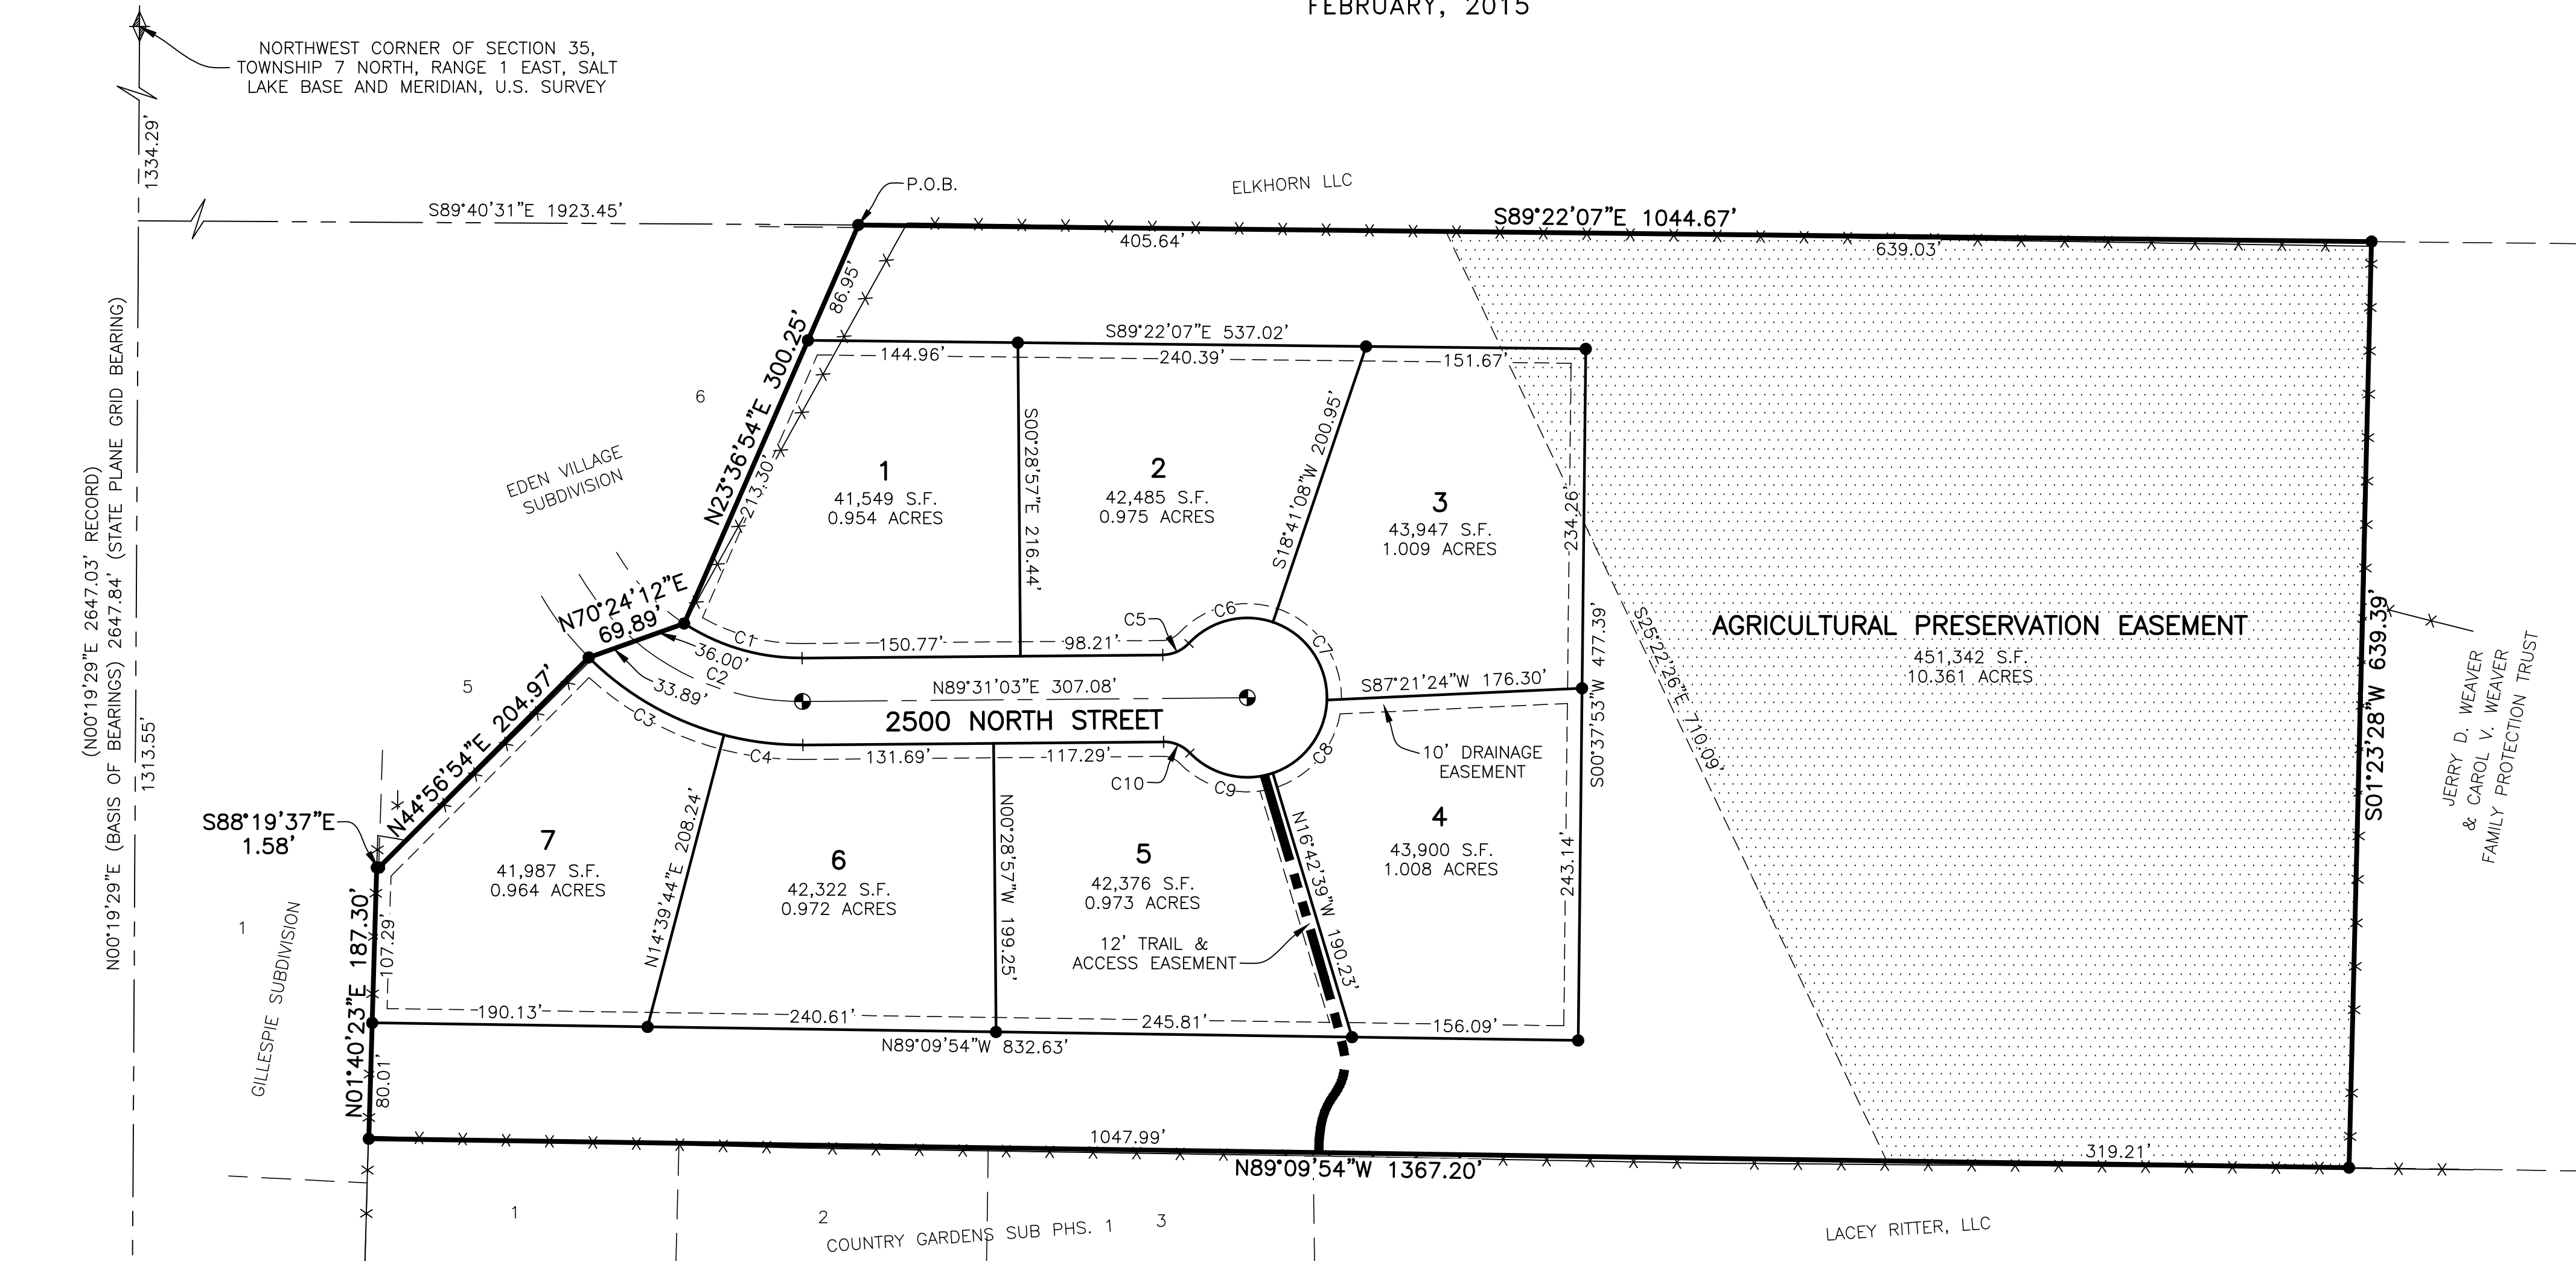 FEBRUARY, 2015
NORTHWEST CORNER OF SECTION 35,
TOWNSHIP 7 NORTH, RANGE 1 EAST, SALT
LAKE BASE AND MERIDIAN, U.S. SURVEY
1334.29'
S89°40'31"E 1923.45'
P.O.B.
ELKHORN LLC
S89°22'07"E 1044.67'
405.64'
639.03'
86.95'
N23°36'54"E 300.25'
213.30'
S89°22'07"E 537.02'
144.96'
240.39'
151.67'
(N00°19'29"E 2647.03' RECORD)
N00°19'29"E (BASIS OF BEARINGS) 2647.84' (STATE PLANE GRID BEARING)
1313.55'
6
EDEN VILLAGE
SUBDIVISION
5
1
41,549 S.F.
0.954 ACRES
S00°28'57"E 216.44'
2
42,485 S.F.
0.975 ACRES
S18°41'08"W 200.95'
3
43,947 S.F.
1.009 ACRES
234.26'
S00°37'53"W 477.39'
S25°22'26"E 710.09'
AGRICULTURAL PRESERVATION EASEMENT
451,342 S.F.
10.361 ACRES
S01°23'28"W 639.39'
JERRY D. WEAVER
& CAROL V. WEAVER
FAMILY PROTECTION TRUST
N70°24'12"E
69.89'
36.00'
33.89'
C1
C2
C3
C4
150.77'
98.21'
C5
C6
C7
C8
C9
C10
N89°31'03"E 307.08'
2500 NORTH STREET
131.69'
117.29'
S87°21'24"W 176.30'
10' DRAINAGE
EASEMENT
N44°56'54"E 204.97'
S88°19'37"E
1.58'
7
41,987 S.F.
0.964 ACRES
N14°39'44"E 208.24'
6
42,322 S.F.
0.972 ACRES
N00°28'57"W 199.25'
5
42,376 S.F.
0.973 ACRES
12' TRAIL &
ACCESS EASEMENT
N16°42'39"W 190.23'
4
43,900 S.F.
1.008 ACRES
243.14'
1
GILLESPIE SUBDIVISION
N01°40'23"E 187.30'
107.29'
80.01'
190.13'
240.61'
245.81'
156.09'
N89°09'54"W 832.63'
1047.99'
N89°09'54"W 1367.20'
319.21'
1
2
3
COUNTRY GARDENS SUB PHS. 1
LACEY RITTER, LLC